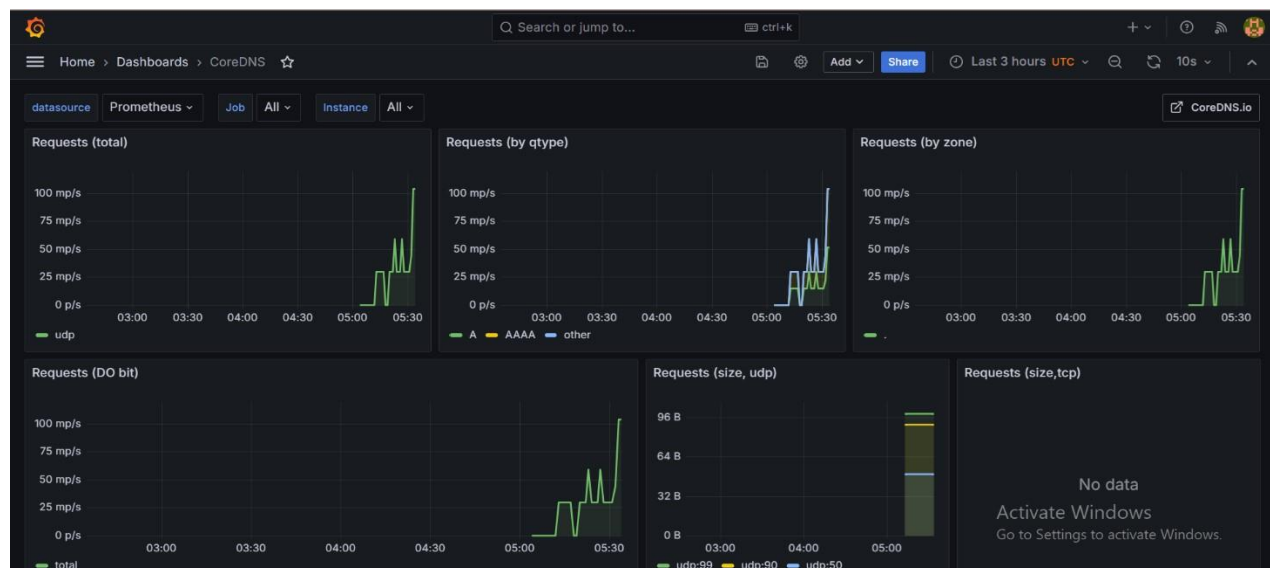 Search or jump to... ctrl+k
Home › Dashboards › CoreDNS Add Share Last 3 hours UTC 10s
datasource Prometheus Job All Instance All CoreDNS.io
Requests (total)
100 mp/s
75 mp/s
50 mp/s
25 mp/s
0 p/s
03:00 03:30 04:00 04:30 05:00 05:30
udp
Requests (by qtype)
100 mp/s
75 mp/s
50 mp/s
25 mp/s
0 p/s
03:00 03:30 04:00 04:30 05:00 05:30
A AAAA other
Requests (by zone)
100 mp/s
75 mp/s
50 mp/s
25 mp/s
0 p/s
03:00 03:30 04:00 04:30 05:00 05:30
.
Requests (DO bit)
100 mp/s
75 mp/s
50 mp/s
25 mp/s
0 p/s
03:00 03:30 04:00 04:30 05:00 05:30
total
Requests (size, udp)
96 B
64 B
32 B
0 B
03:00 04:00 05:00
udp:99 udp:90 udp:50
Requests (size,tcp)
No data
Activate Windows
Go to Settings to activate Windows.